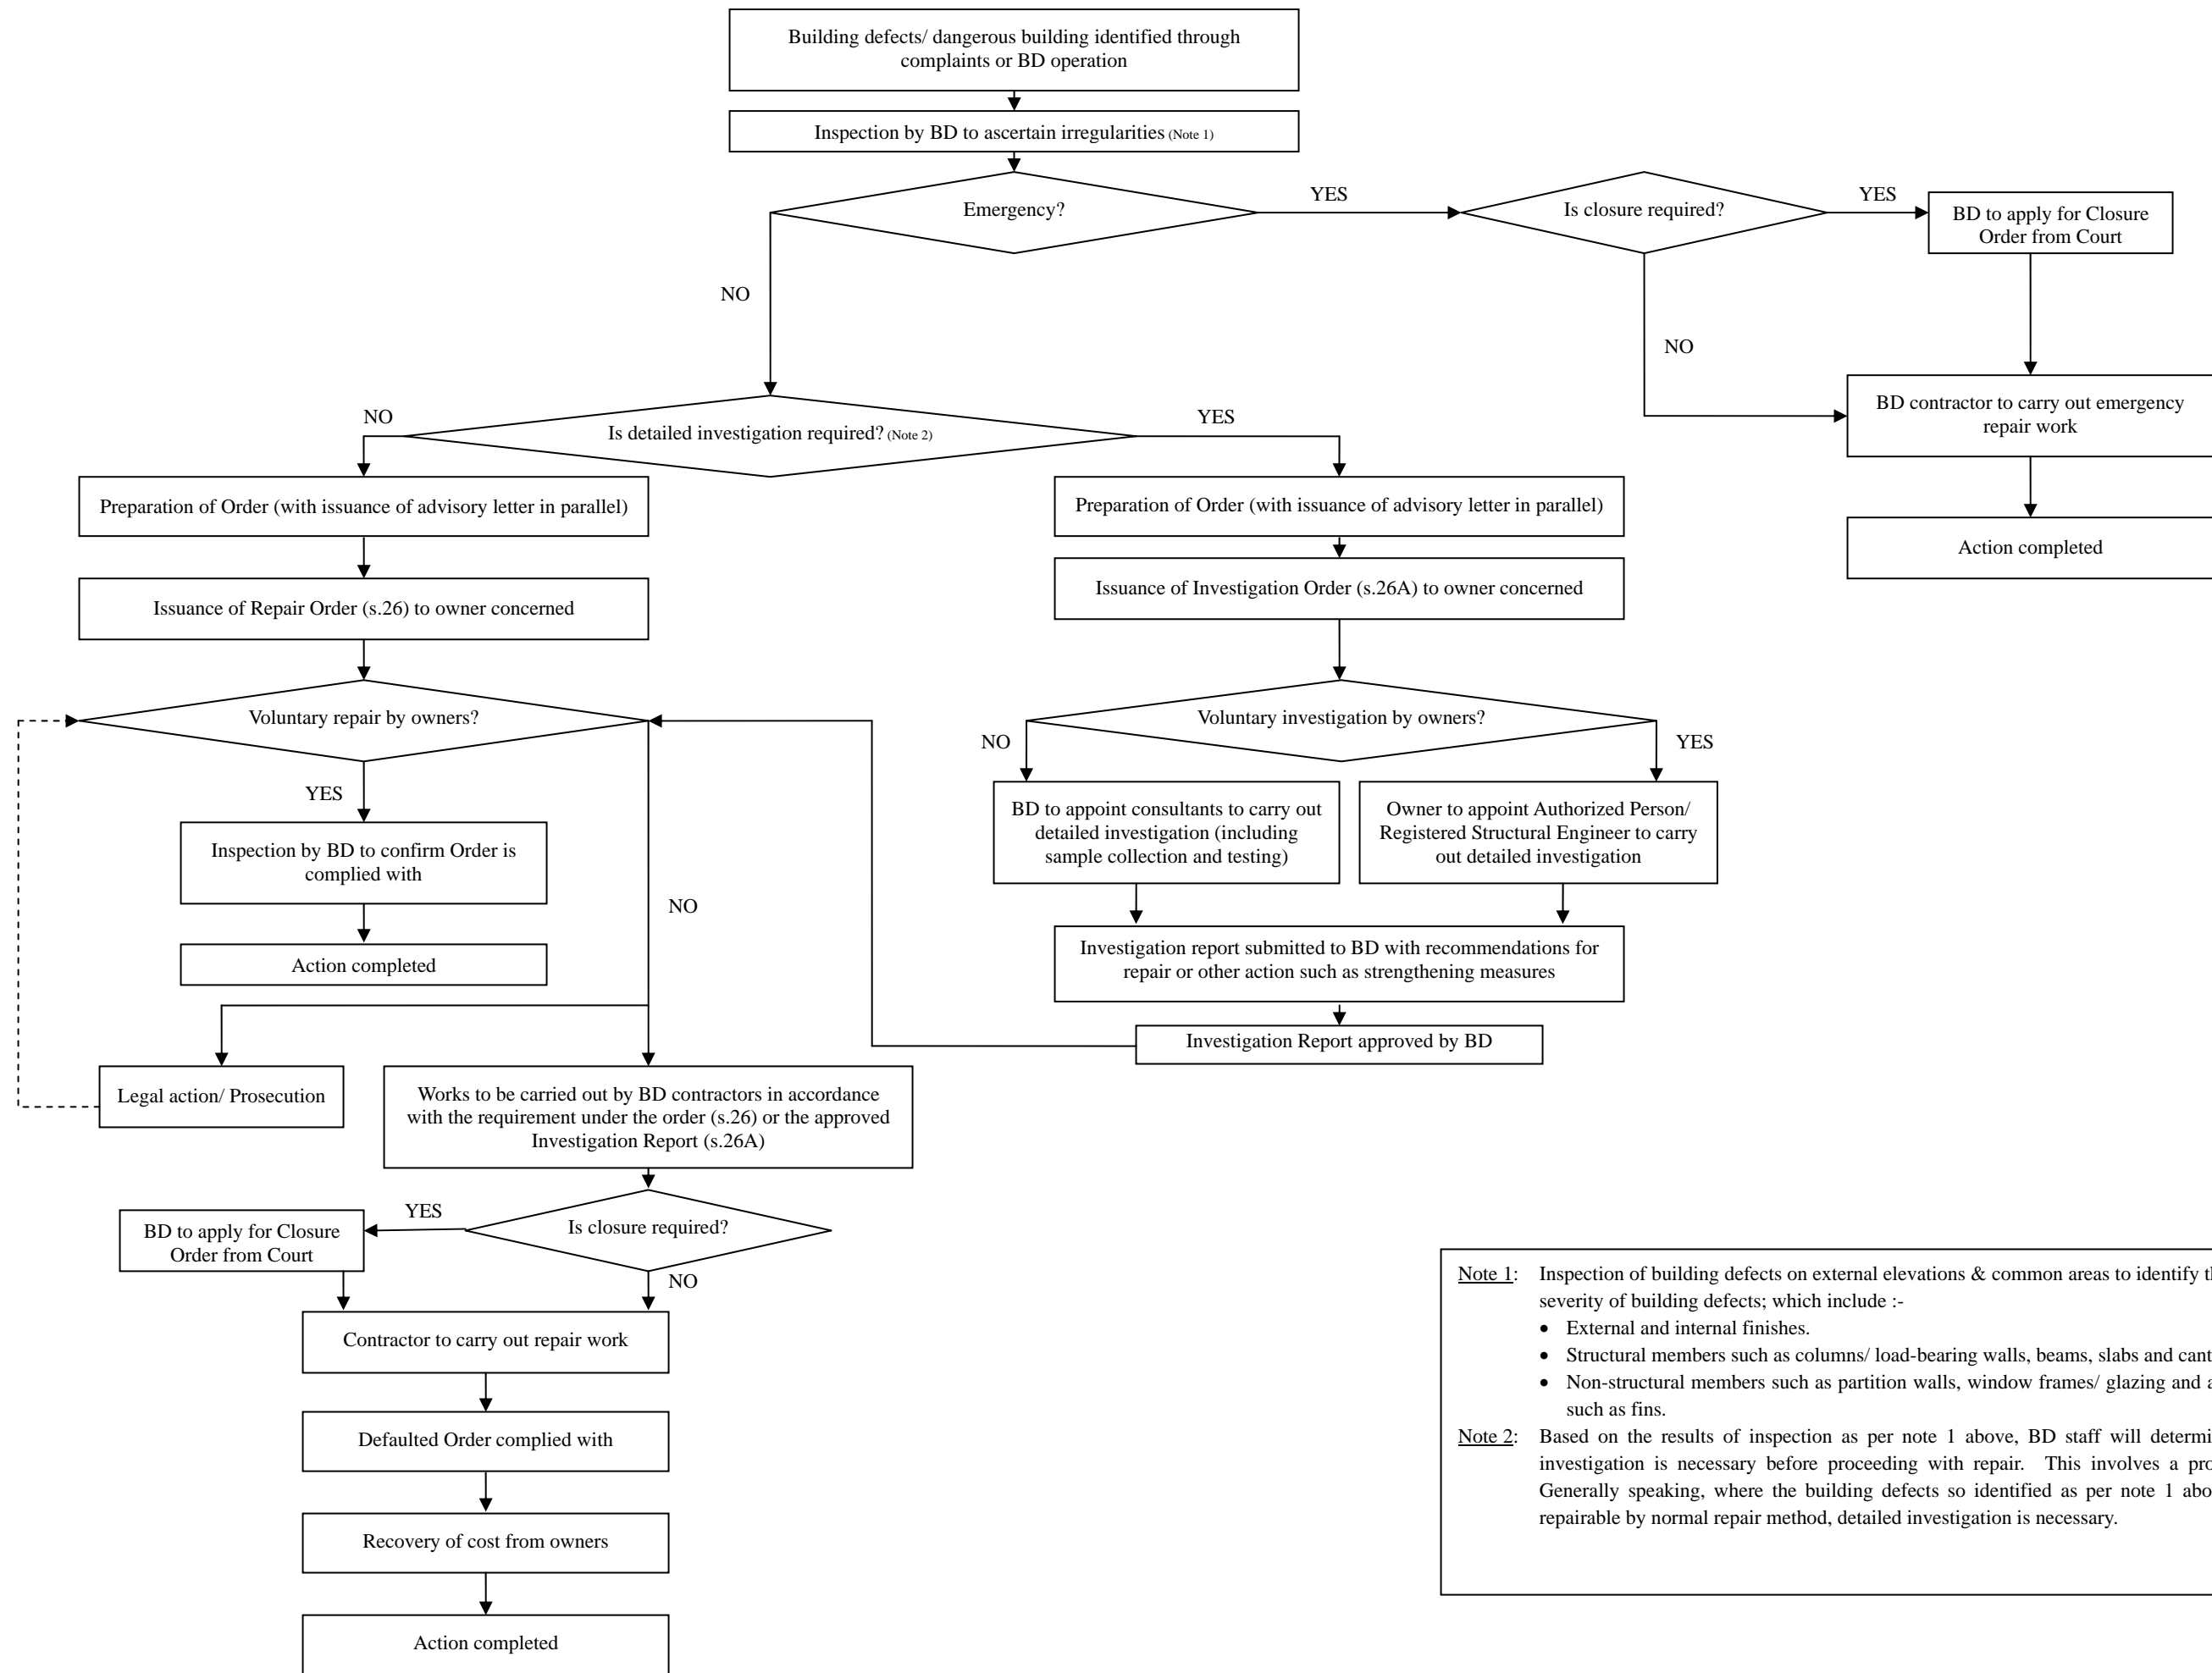 Building defects/ dangerous building identified through
complaints or BD operation
Inspection by BD to ascertain irregularities (Note 1)
Emergency?
YES
Is closure required?
YES
BD to apply for Closure
Order from Court
NO
NO
BD contractor to carry out emergency
repair work
Action completed
NO
Is detailed investigation required? (Note 2)
YES
Preparation of Order (with issuance of advisory letter in parallel)
Preparation of Order (with issuance of advisory letter in parallel)
Issuance of Repair Order (s.26) to owner concerned
Issuance of Investigation Order (s.26A) to owner concerned
Voluntary repair by owners?
Voluntary investigation by owners?
NO
YES
YES
BD to appoint consultants to carry out
detailed investigation (including
sample collection and testing)
Owner to appoint Authorized Person/
Registered Structural Engineer to carry
out detailed investigation
Inspection by BD to confirm Order is
complied with
NO
Action completed
Investigation report submitted to BD with recommendations for
repair or other action such as strengthening measures
Investigation Report approved by BD
Legal action/ Prosecution
Works to be carried out by BD contractors in accordance
with the requirement under the order (s.26) or the approved
Investigation Report (s.26A)
YES
Is closure required?
BD to apply for Closure
Order from Court
NO
Contractor to carry out repair work
Defaulted Order complied with
Recovery of cost from owners
Action completed
Note 1: Inspection of building defects on external elevations & common areas to identify
severity of building defects; which include :-
• External and internal finishes.
• Structural members such as columns/ load-bearing walls, beams, slabs and
• Non-structural members such as partition walls, window frames/ glazing and
such as fins.
Note 2: Based on the results of inspection as per note 1 above, BD staff will
investigation is necessary before proceeding with repair. This involves a
Generally speaking, where the building defects so identified as per note 1
repairable by normal repair method, detailed investigation is necessary.